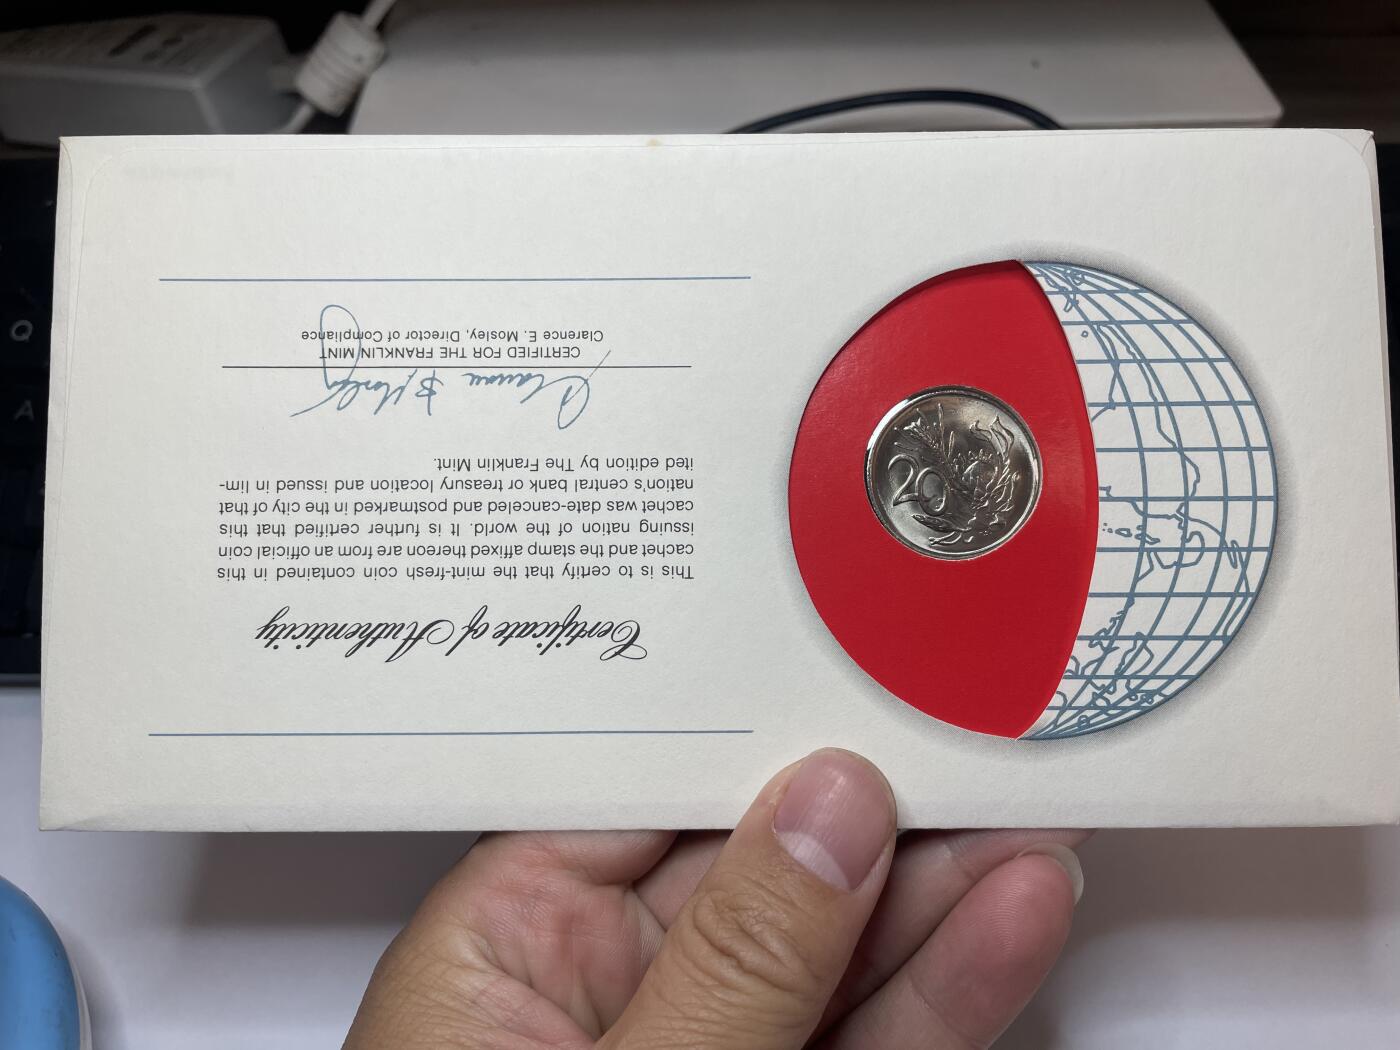 Certificate of Authenticity
This is to certify that the mint-fresh coin contained in this
cachet and the stamp affixed thereon are from an official coin
issuing nation of the world. It is further certified that this
cachet was date-canceled and postmarked in the city of that
nation's central bank or treasury location and issued in lim-
ited edition by The Franklin Mint.
CERTIFIED FOR THE FRANKLIN MINT
Clarence E. Mosley, Director of Compliance
20
Q
A